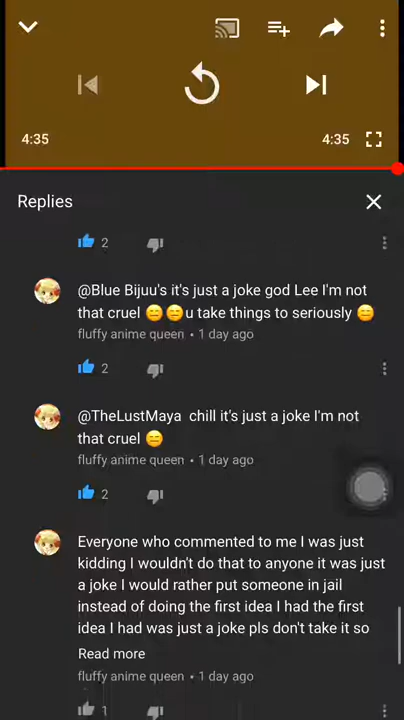 4:35
4:35
Replies
2
@Blue Bijuu's it's just a joke god Lee I'm not
that cruel 😑😑u take things to seriously 😑
fluffy anime queen • 1 day ago
2
@TheLustMaya chill it's just a joke I'm not
that cruel 😑
fluffy anime queen • 1 day ago
2
Everyone who commented to me I was just
kidding I wouldn't do that to anyone it was just
a joke I would rather put someone in jail
instead of doing the first idea I had the first
idea I had was just a joke pls don't take it so
Read more
fluffy anime queen • 1 day ago
1